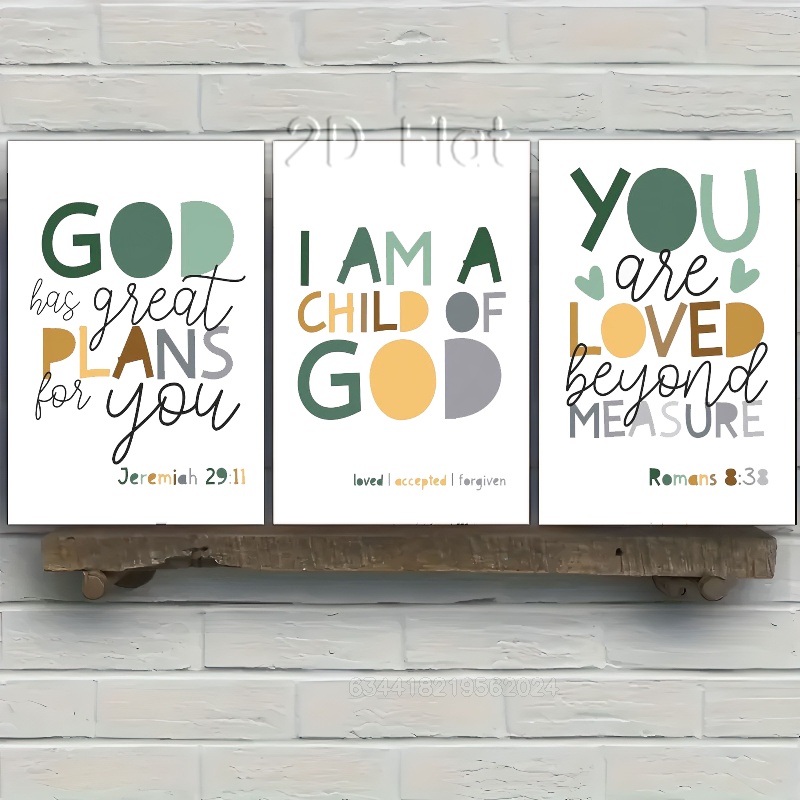 2D Flat
GOD
has great
PLANS
for you
Jeremiah 29:11
I AM A
CHILD OF
GOD
loved | accepted | forgiven
YOU
are
LOVED
beyond
MEASURE
Romans 8:38
634418219562024